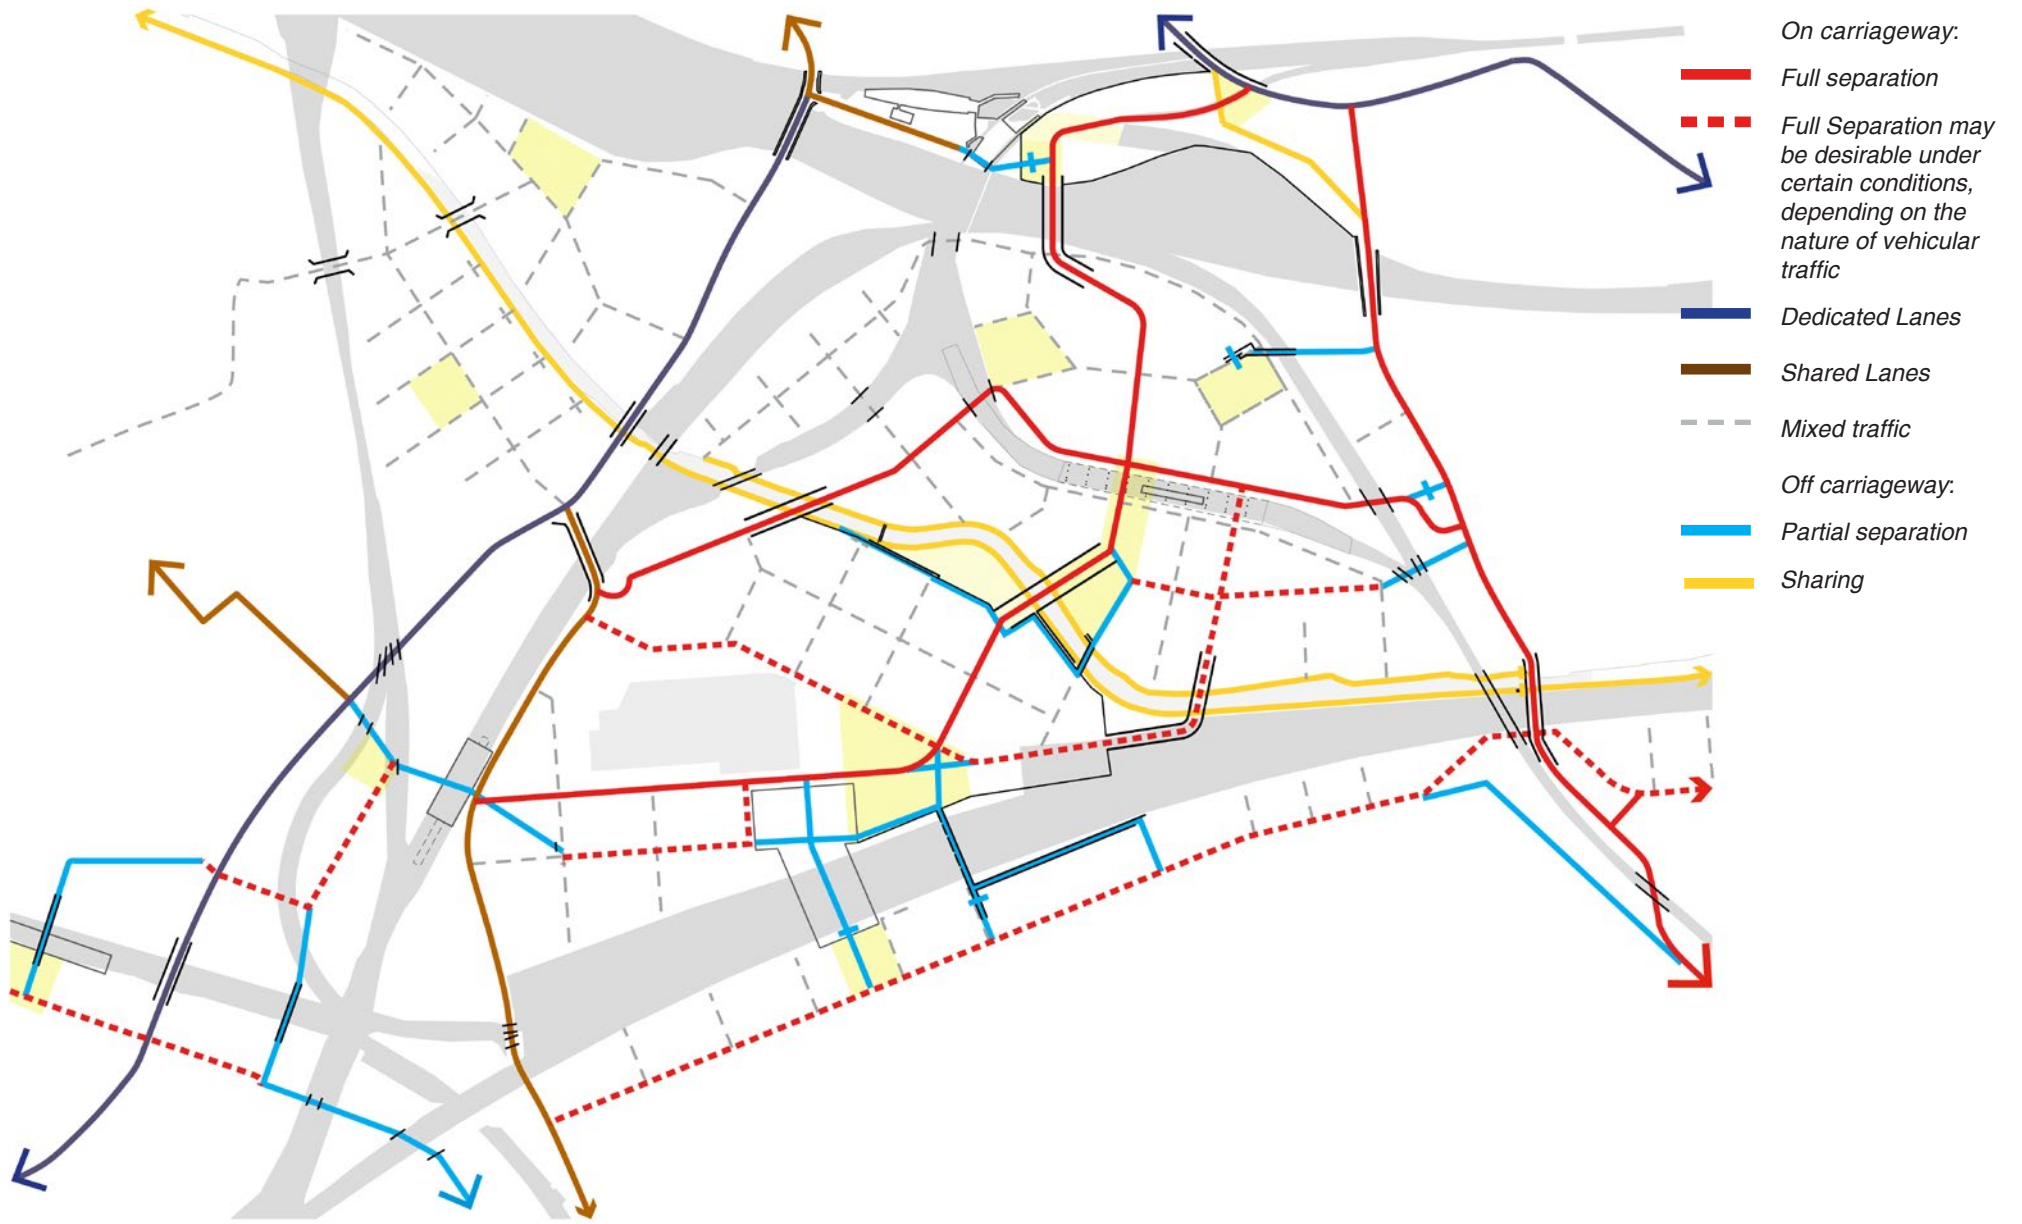 On carriageway:
Full separation
Full Separation may
be desirable under
certain conditions,
depending on the
nature of vehicular
traffic
Dedicated Lanes
Shared Lanes
Mixed traffic
Off carriageway:
Partial separation
Sharing